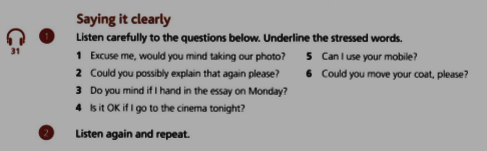 Saying it clearly
1 Listen carefully to the questions below. Underline the stressed words.
31
1 Excuse me, would you mind taking our photo?
2 Could you possibly explain that again please?
3 Do you mind if I hand in the essay on Monday?
4 Is it OK if I go to the cinema tonight?
5 Can I use your mobile?
6 Could you move your coat, please?
2 Listen again and repeat.